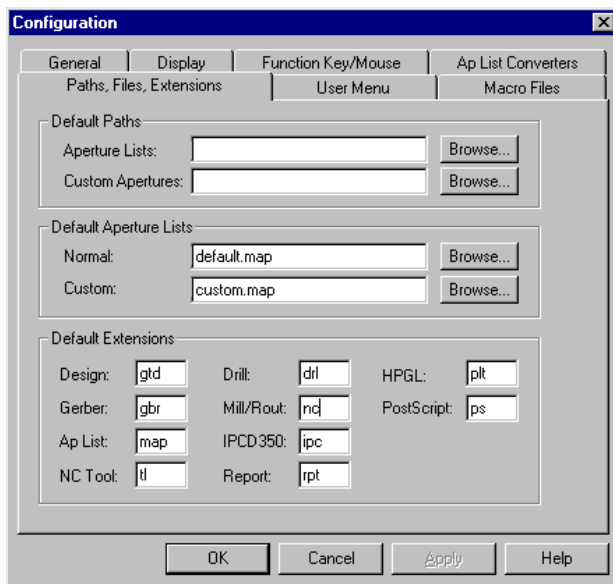 Configuration
General Display Function Key/Mouse Ap List Converters
Paths, Files, Extensions User Menu Macro Files
Default Paths
Aperture Lists: Browse...
Custom Apertures: Browse...
Default Aperture Lists
Normal: default.map Browse...
Custom: custom.map Browse...
Default Extensions
Design: gtd Drill: drl HPGL: plt
Gerber: gbr Mill/Rout: nc PostScript: ps
Ap List: map IPCD350: ipc
NC Tool: tl Report: rpt
OK Cancel Apply Help